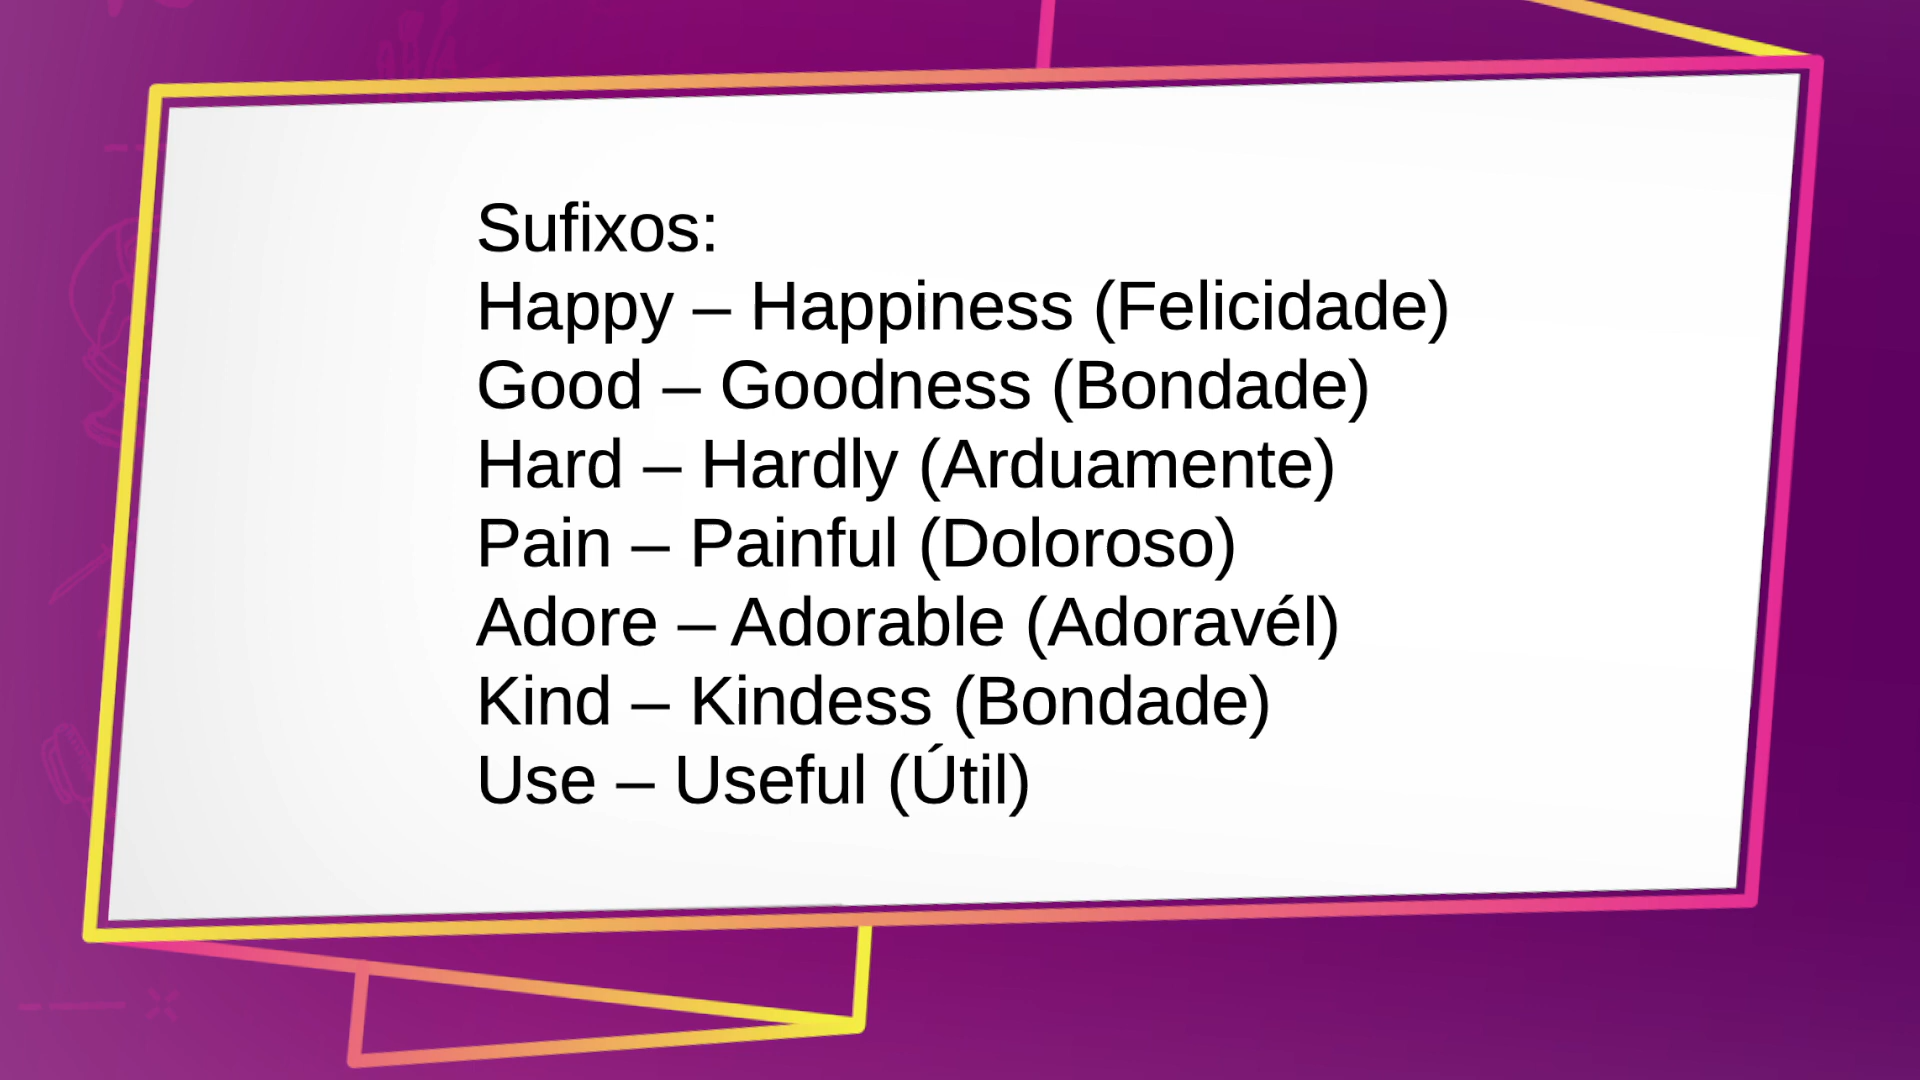 Sufixos:
Happy – Happiness (Felicidade)
Good – Goodness (Bondade)
Hard – Hardly (Arduamente)
Pain – Painful (Doloroso)
Adore – Adorable (Adoravél)
Kind – Kindess (Bondade)
Use – Useful (Útil)